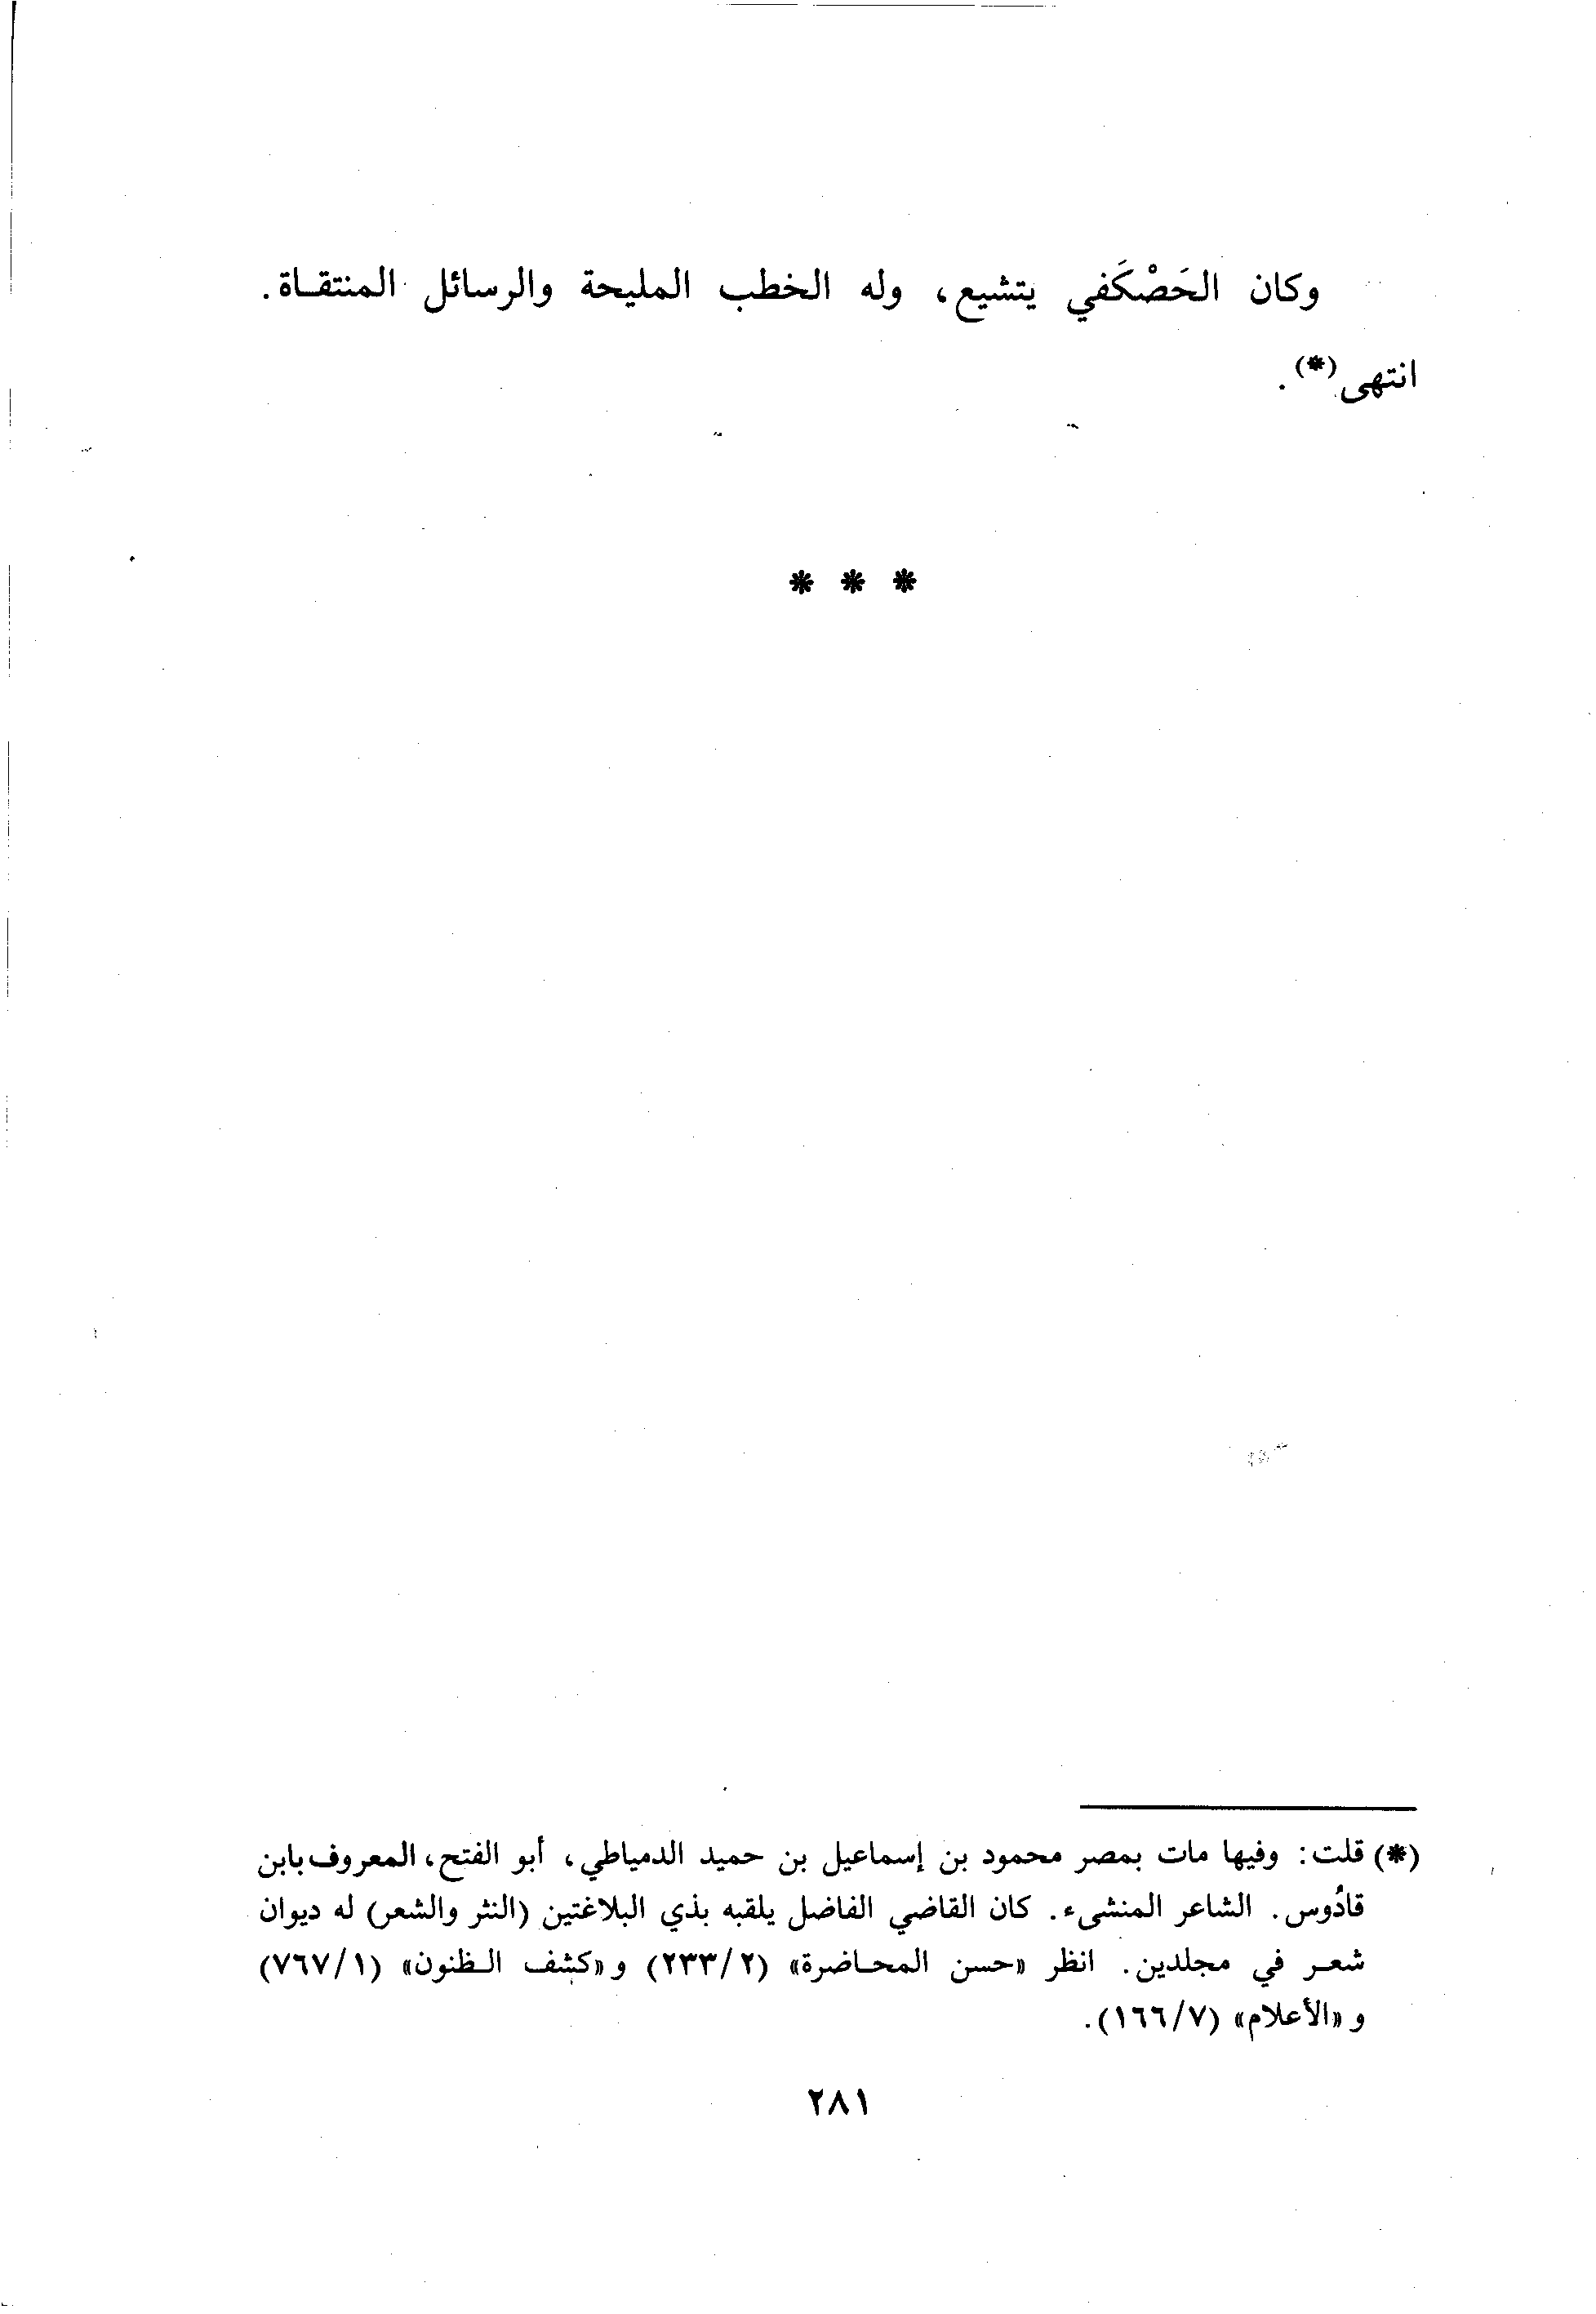 وكان الحَصْكَفي يتشيع، وله الخطب المليحة والرسائل المنتقاة.
انتهى(*).
* * *
(*) قلت: وفيها مات بمصر محمود بن إسماعيل بن حميد الدمياطي، أبو الفتح، المعروف بابن
قادُوس. الشاعر المنشىء. كان القاضي الفاضل يلقبه بذي البلاغتين (النثر والشعر) له ديوان
شعر في مجلدين. انظر «حسن المحاضرة» (٢/٢٣٣) و«كشف الظنون» (١/٧٦٧)
و«الأعلام» (٧/١٦٦).
٢٨١